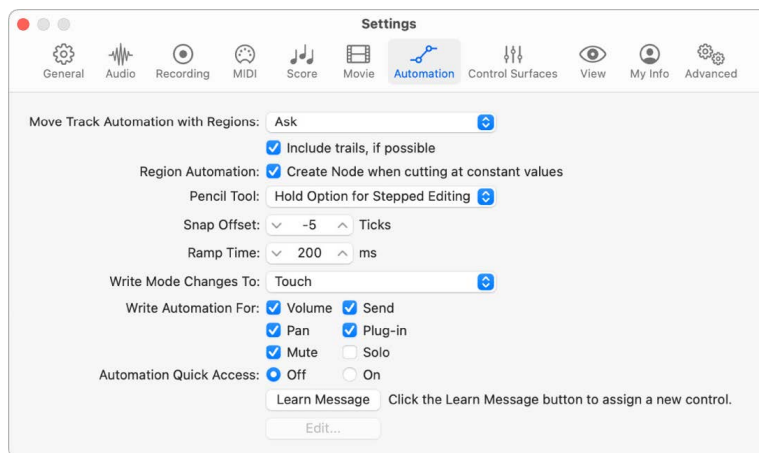 Settings
General Audio Recording MIDI Score Movie Automation Control Surfaces View My Info Advanced
Move Track Automation with Regions: Ask
Include trails, if possible
Region Automation: Create Node when cutting at constant values
Pencil Tool: Hold Option for Stepped Editing
Snap Offset: -5 Ticks
Ramp Time: 200 ms
Write Mode Changes To: Touch
Write Automation For: Volume Send
Pan Plug-in
Mute Solo
Automation Quick Access: Off On
Learn Message Click the Learn Message button to assign a new control.
Edit...